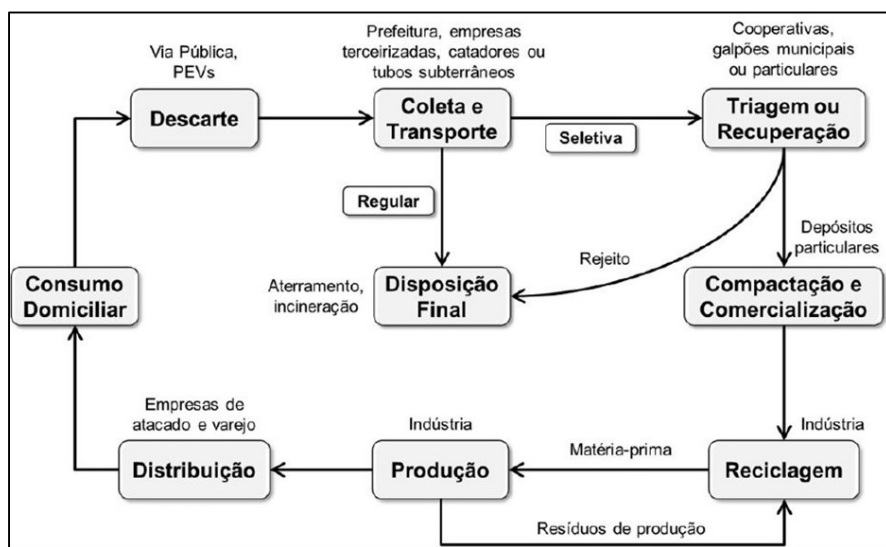 Via Pública,
PEVs
Descarte
Prefeitura, empresas
terceirizadas, catadores ou
tubos subterrâneos
Coleta e
Transporte
Seletiva
Cooperativas,
galpões municipais
ou particulares
Triagem ou
Recuperação
Regular
Rejeito
Depósitos
particulares
Consumo
Domiciliar
Aterramento,
incineração
Disposição
Final
Compactação e
Comercialização
Empresas de
atacado e varejo
Distribuição
Indústria
Produção
Matéria-prima
Indústria
Reciclagem
Resíduos de produção